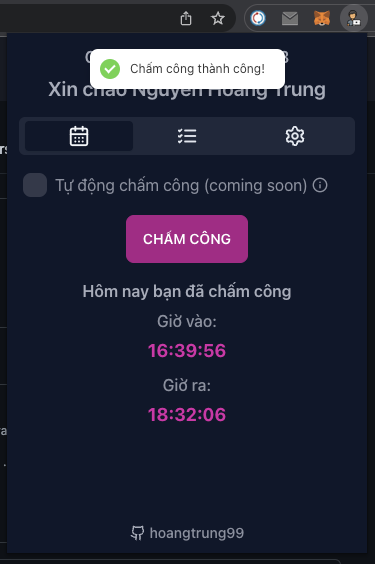 Chấm công thành công!
Xin chào Nguyễn Hoàng Trung
Tự động chấm công (coming soon)
CHẤM CÔNG
Hôm nay bạn đã chấm công
Giờ vào:
16:39:56
Giờ ra:
18:32:06
hoangtrung99